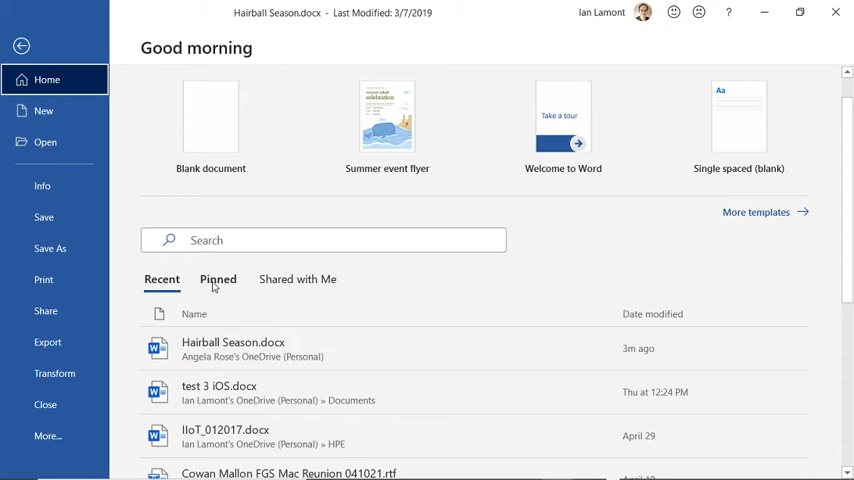 Hairball Season.docx - Last Modified: 3/7/2019
Ian Lamont
?
Good morning
Home
New
Open
Info
Save
Save As
Print
Share
Export
Transform
Close
More...
celebration
Take a tour
Aa
Blank document
Summer event flyer
Welcome to Word
Single spaced (blank)
More templates
Search
Recent Pinned Shared with Me
Name Date modified
W Hairball Season.docx 3m ago
Angela Rose's OneDrive (Personal)
W test 3 iOS.docx Thu at 12:24 PM
Ian Lamont's OneDrive (Personal) » Documents
W IIoT_012017.docx April 29
Ian Lamont's OneDrive (Personal) » HPE
Cowan Mallon FGS Mac Reunion 041021.rtf